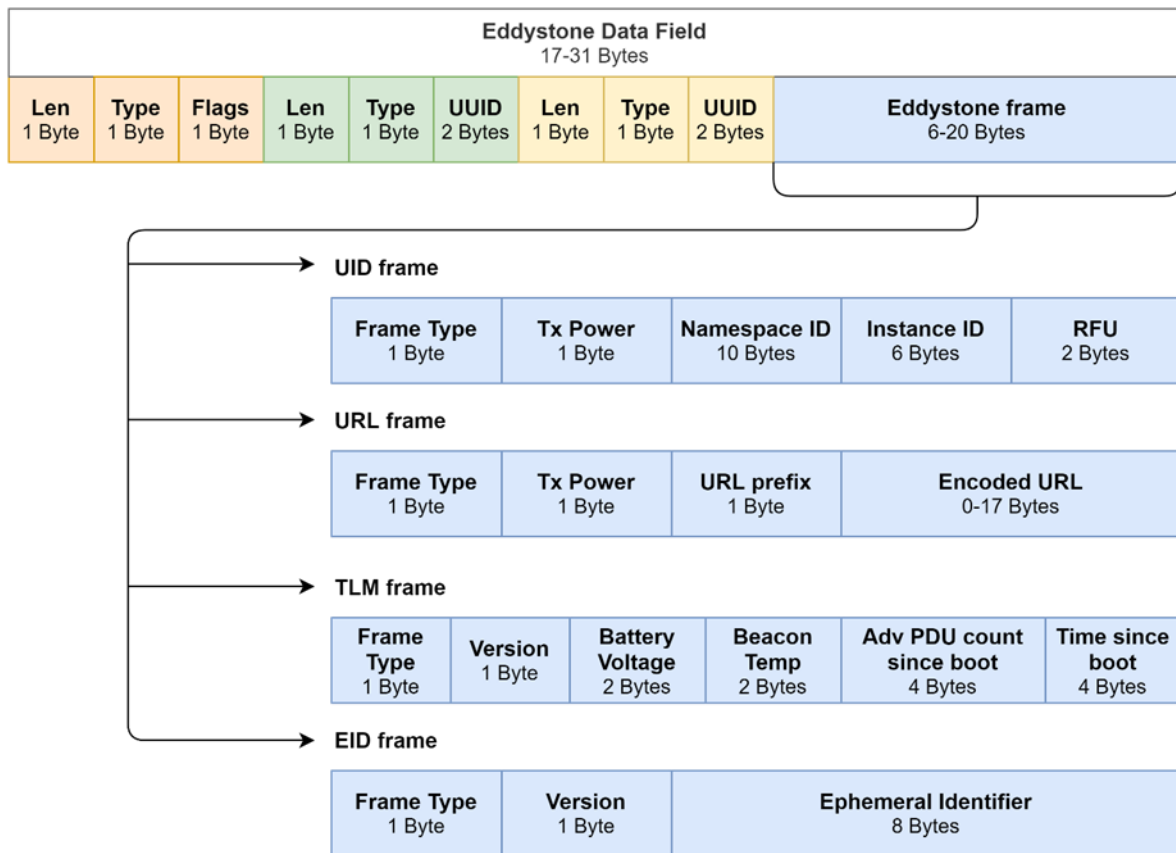 Eddystone Data Field
17-31 Bytes
Len Type Flags Len Type UUID Len Type UUID Eddystone frame
1 Byte 1 Byte 1 Byte 1 Byte 1 Byte 2 Bytes 1 Byte 1 Byte 2 Bytes 6-20 Bytes
UID frame
Frame Type Tx Power Namespace ID Instance ID RFU
1 Byte 1 Byte 10 Bytes 6 Bytes 2 Bytes
URL frame
Frame Type Tx Power URL prefix Encoded URL
1 Byte 1 Byte 1 Byte 0-17 Bytes
TLM frame
Frame
Type
1 Byte
Version
1 Byte
Battery
Voltage
2 Bytes
Beacon
Temp
2 Bytes
Adv PDU count
since boot
4 Bytes
Time since
boot
4 Bytes
EID frame
Frame Type Version Ephemeral Identifier
1 Byte 1 Byte 8 Bytes